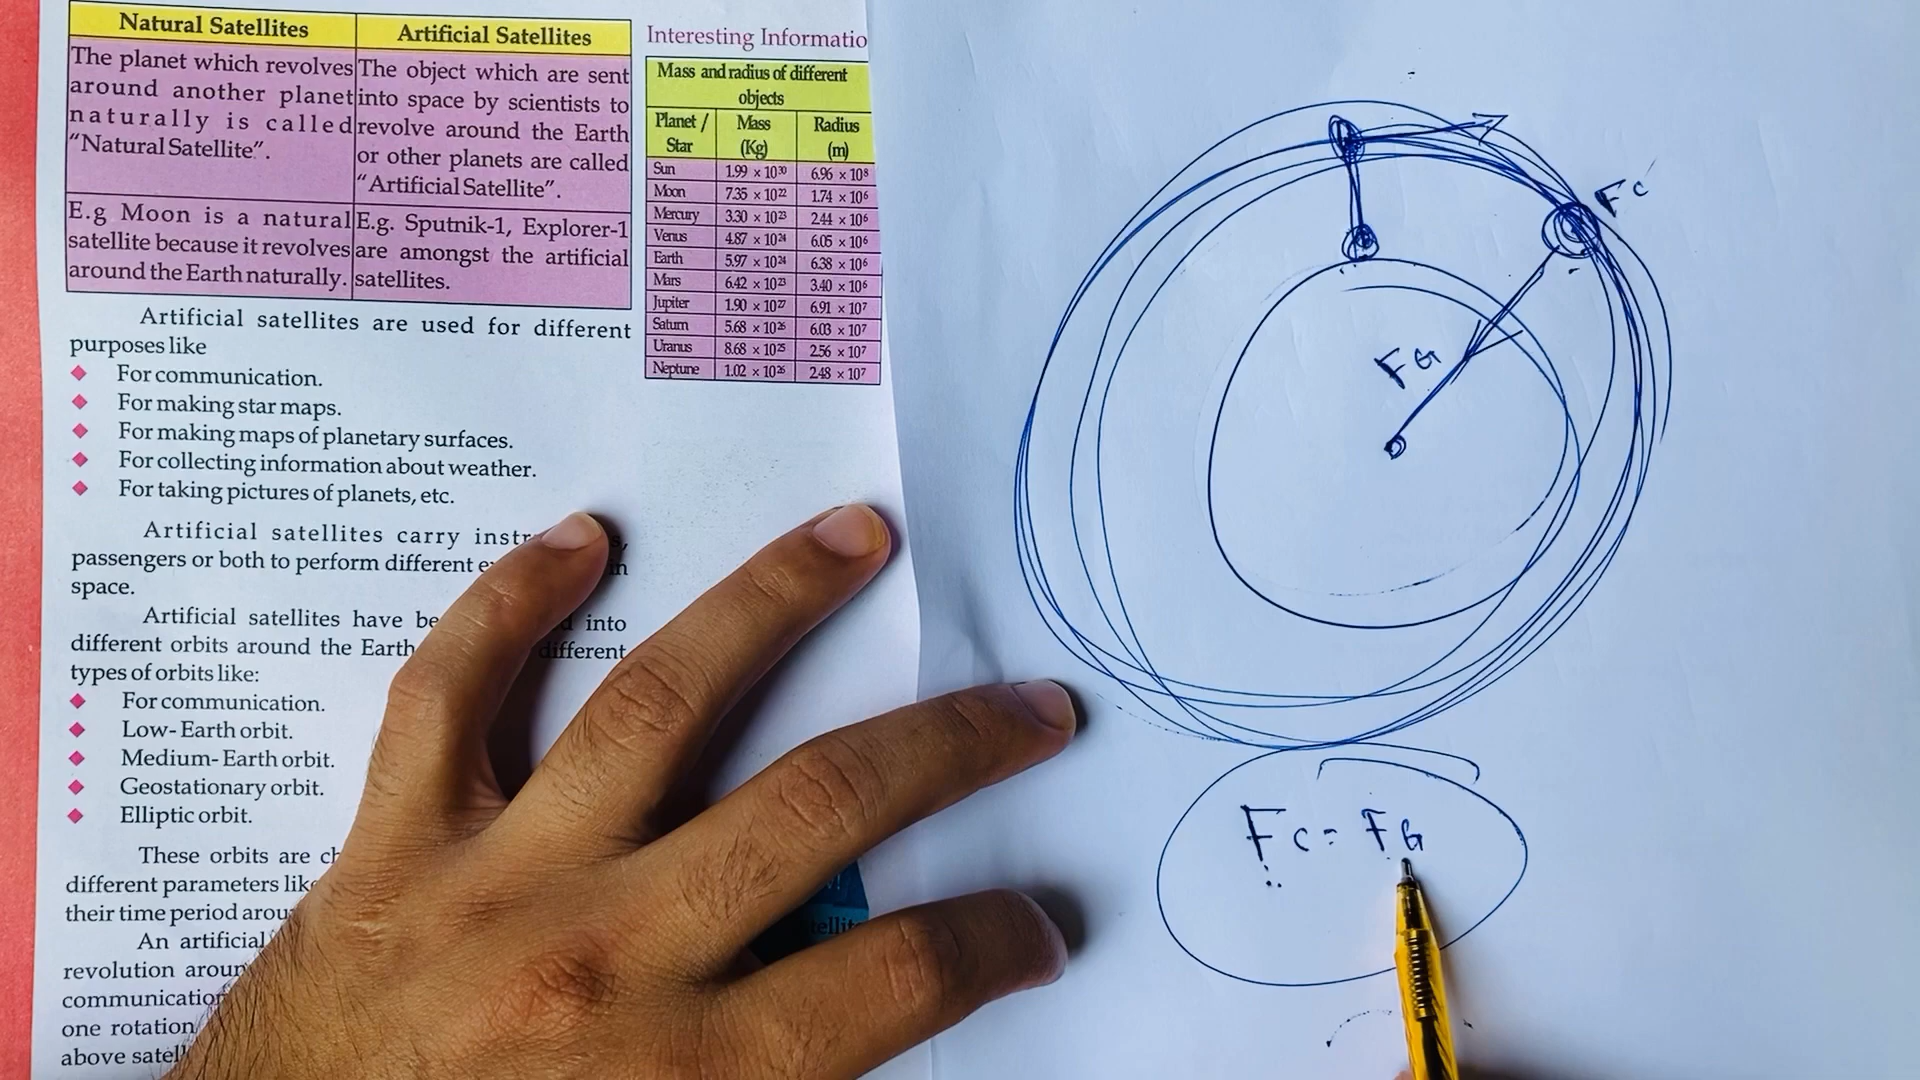 Natural Satellites
Artificial Satellites
The planet which revolves
around another planet
naturally is called
“Natural Satellite”.
The object which are sent
into space by scientists to
revolve around the Earth
or other planets are called
“Artificial Satellite”.
E.g Moon is a natural
satellite because it revolves
around the Earth naturally.
E.g. Sputnik-1, Explorer-1
are amongst the artificial
satellites.
Artificial satellites are used for different
purposes like
For communication.
For making star maps.
For making maps of planetary surfaces.
For collecting information about weather.
For taking pictures of planets, etc.
Artificial satellites carry
passengers or both to perform different in
space.
Artificial satellites have into
different orbits around the Earth different
types of orbits like:
For communication.
Low- Earth orbit.
Medium- Earth orbit.
Geostationary orbit.
Elliptic orbit.
These orbits are
different parameters
their time period
An artificial
revolution
one rotation
above
Interesting Informatio
Mass and radius of different
objects
Planet / Star Mass (Kg) Radius (m)
Sun 1.99 × 10³⁰ 6.96 × 10⁸
Moon 7.35 × 10²² 1.74 × 10⁶
Mercury 3.30 × 10²³ 2.44 × 10⁶
Venus 4.87 × 10²⁴ 6.05 × 10⁶
Earth 5.97 × 10²⁴ 6.38 × 10⁶
Mars 6.42 × 10²³ 3.40 × 10⁶
Jupiter 1.90 × 10²⁷ 6.91 × 10⁷
Saturn 5.68 × 10²⁶ 6.03 × 10⁷
Uranus 8.68 × 10²⁵ 2.56 × 10⁷
Neptune 1.02 × 10²⁶ 2.48 × 10⁷
Fc
FG
Fc = FG